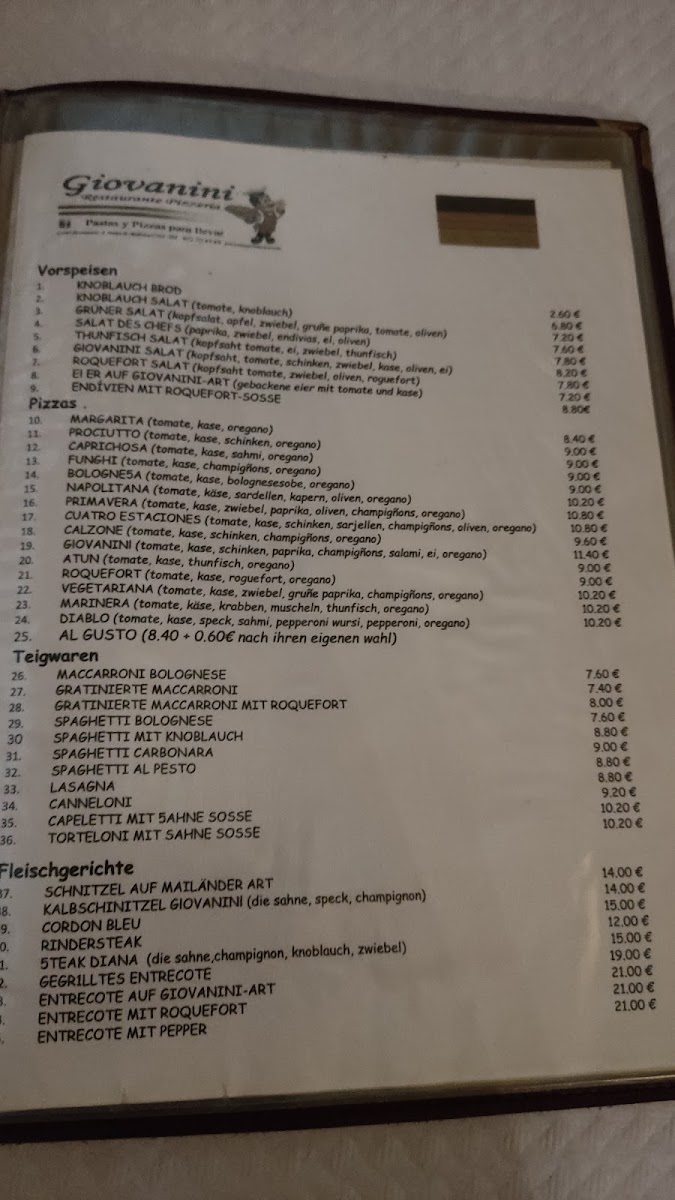 Giovanini
Restaurante Pizzeria
Pastas y Pizzas para llevar
Vorspeisen
1. KNOBLAUCH BROD 2.60 €
2. KNOBLAUCH SALAT (tomate, knoblauch) 6.80 €
3. GRÜNER SALAT (kopfsalat, apfel, zwiebel, gruñe paprika, tomate, oliven) 7.20 €
4. SALAT DES CHEFS (paprika, zwiebel, endivias, ei, oliven) 7.60 €
5. THUNFISCH SALAT (kopfsaht tomate, ei, zwiebel, thunfisch) 7.80 €
6. GIOVANINI SALAT (kopfsaht, tomate, schinken, zwiebel, kase, oliven, ei) 8.20 €
7. ROQUEFORT SALAT (kopfsaht tomate, zwiebel, oliven, roguefort) 7.80 €
8. EI ER AUF GIOVANINI-ART (gebackene eier mit tomate und kase) 7.20 €
9. ENDÍVIEN MIT ROQUEFORT-SOSSE 8.80€
Pizzas .
10. MARGARITA (tomate, kase, oregano) 8.40 €
11. PROCIUTTO (tomate, kase, schinken, oregano) 9.00 €
12. CAPRICHOSA (tomate, kase, sahmi, oregano) 9.00 €
13. FUNGHI (tomate, kase, champigñons, oregano) 9.00 €
14. BOLOGNE5A (tomate, kase, bolognesesobe, oregano) 9.00 €
15. NAPOLITANA (tomate, käse, sardellen, kapern, oliven, oregano) 10.20 €
16. PRIMAVERA (tomate, kase, zwiebel, paprika, oliven, champigñons, oregano) 10.80 €
17. CUATRO ESTACIONES (tomate, kase, schinken, sarjellen, champigñons, oliven, oregano) 10.80 €
18. CALZONE (tomate, kase, schinken, champigñons, oregano) 9.60 €
19. GIOVANINI (tomate, kase, schinken, paprika, champigñons, salami, ei, oregano) 11.40 €
20. ATUN (tomate, kase, thunfisch, oregano) 9.00 €
21. ROQUEFORT (tomate, kase, roguefort, oregano) 9.00 €
22. VEGETARIANA (tomate, kase, zwiebel, gruñe paprika, champigñons, oregano) 10.20 €
23. MARINERA (tomate, käse, krabben, muscheln, thunfisch, oregano) 10.20 €
24. DIABLO (tomate, kase, speck, sahmi, pepperoni wursi, pepperoni, oregano) 10.20 €
25. AL GUSTO (8.40 + 0.60€ nach ihren eigenen wahl)
Teigwaren
26. MACCARRONI BOLOGNESE 7.60 €
27. GRATINIERTE MACCARRONI 7.40 €
28. GRATINIERTE MACCARRONI MIT ROQUEFORT 8.00 €
29. SPAGHETTI BOLOGNESE 7.60 €
30 SPAGHETTI MIT KNOBLAUCH 8.80 €
31. SPAGHETTI CARBONARA 9.00 €
32. SPAGHETTI AL PESTO 8.80 €
33. LASAGNA 8.80 €
34. CANNELONI 9.20 €
35. CAPELETTI MIT 5AHNE SOSSE 10.20 €
36. TORTELONI MIT SAHNE SOSSE 10.20 €
Fleischgerichte
37. SCHNITZEL AUF MAILÄNDER ART 14.00 €
8. KALBSCHINITZEL GIOVANINI (die sahne, speck, champignon) 14.00 €
9. CORDON BLEU 15.00 €
0. RINDERSTEAK 12.00 €
1. 5TEAK DIANA (die sahne,champignon, knoblauch, zwiebel) 15.00 €
2. GEGR1LLTES ENTRECOTE 19.00 €
3. ENTRECOTE AUF GIOVANINI-ART 21.00 €
ENTRECOTE MIT ROQUEFORT 21.00 €
ENTRECOTE MIT PEPPER 21.00 €